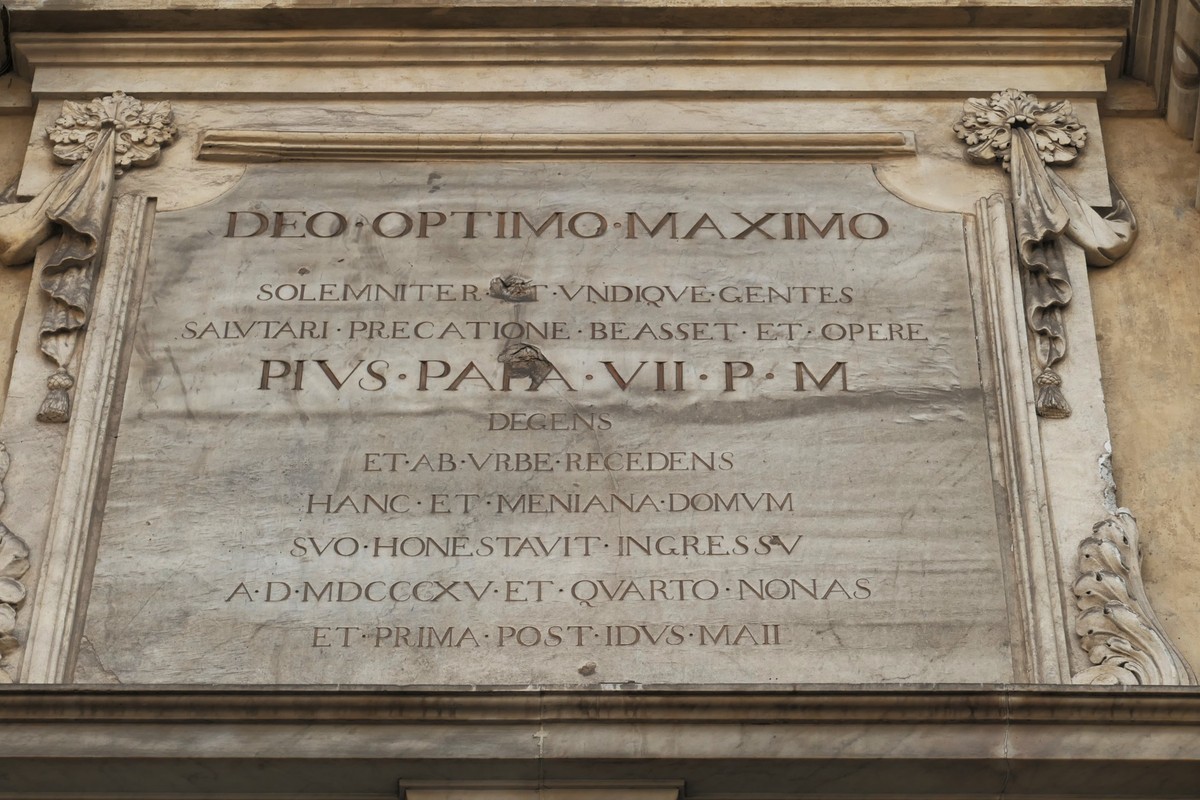 DEO·OPTIMO·MAXIMO
SOLEMNITER·ET·VNDIQVE·GENTES
SALVTARI·PRECATIONE·BEASSET·ET·OPERE
PIVS·PAPA·VII·P·M
DEGENS
ET·AB·VRBE·RECEDENS
HANC·ET·MENIANA·DOMVM
SVO·HONESTAVIT·INGRESSV
A·D·MDCCCXV·ET·QVARTO·NONAS
ET·PRIMA·POST·IDVS·MAII